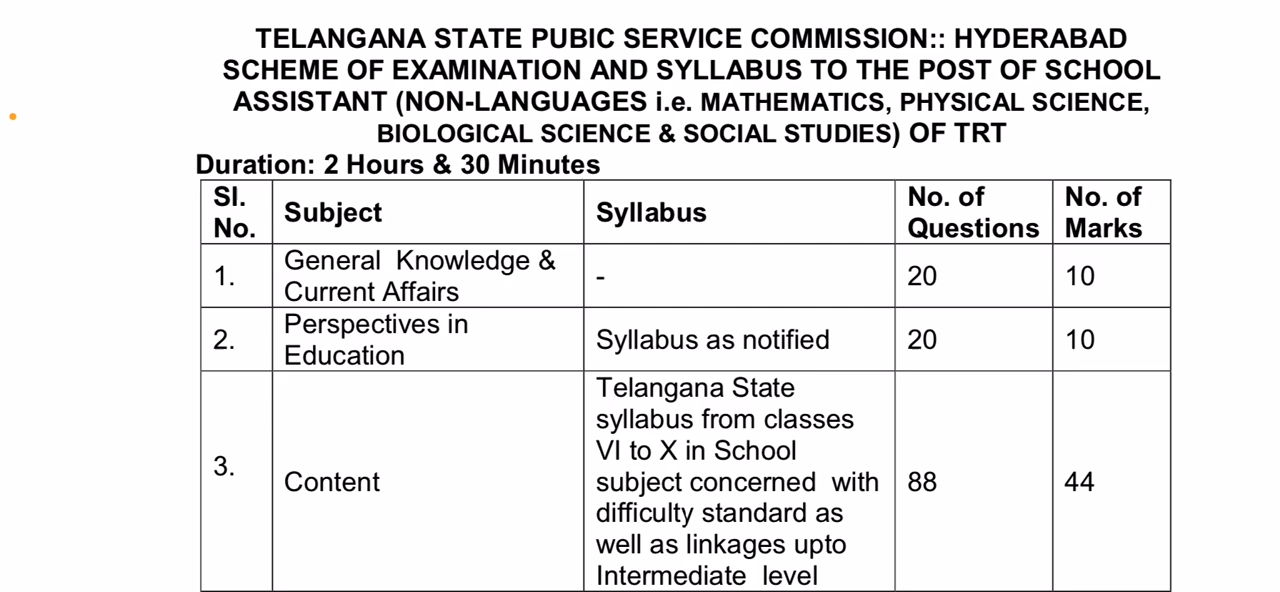 TELANGANA STATE PUBIC SERVICE COMMISSION:: HYDERABAD
SCHEME OF EXAMINATION AND SYLLABUS TO THE POST OF SCHOOL
ASSISTANT (NON-LANGUAGES i.e. MATHEMATICS, PHYSICAL SCIENCE,
BIOLOGICAL SCIENCE & SOCIAL STUDIES) OF TRT
Duration: 2 Hours & 30 Minutes
Sl. No. Subject Syllabus No. of Questions No. of Marks
1. General Knowledge & Current Affairs - 20 10
2. Perspectives in Education Syllabus as notified 20 10
3. Content Telangana State
syllabus from classes
VI to X in School
subject concerned with 88 44
difficulty standard as
well as linkages upto
Intermediate level